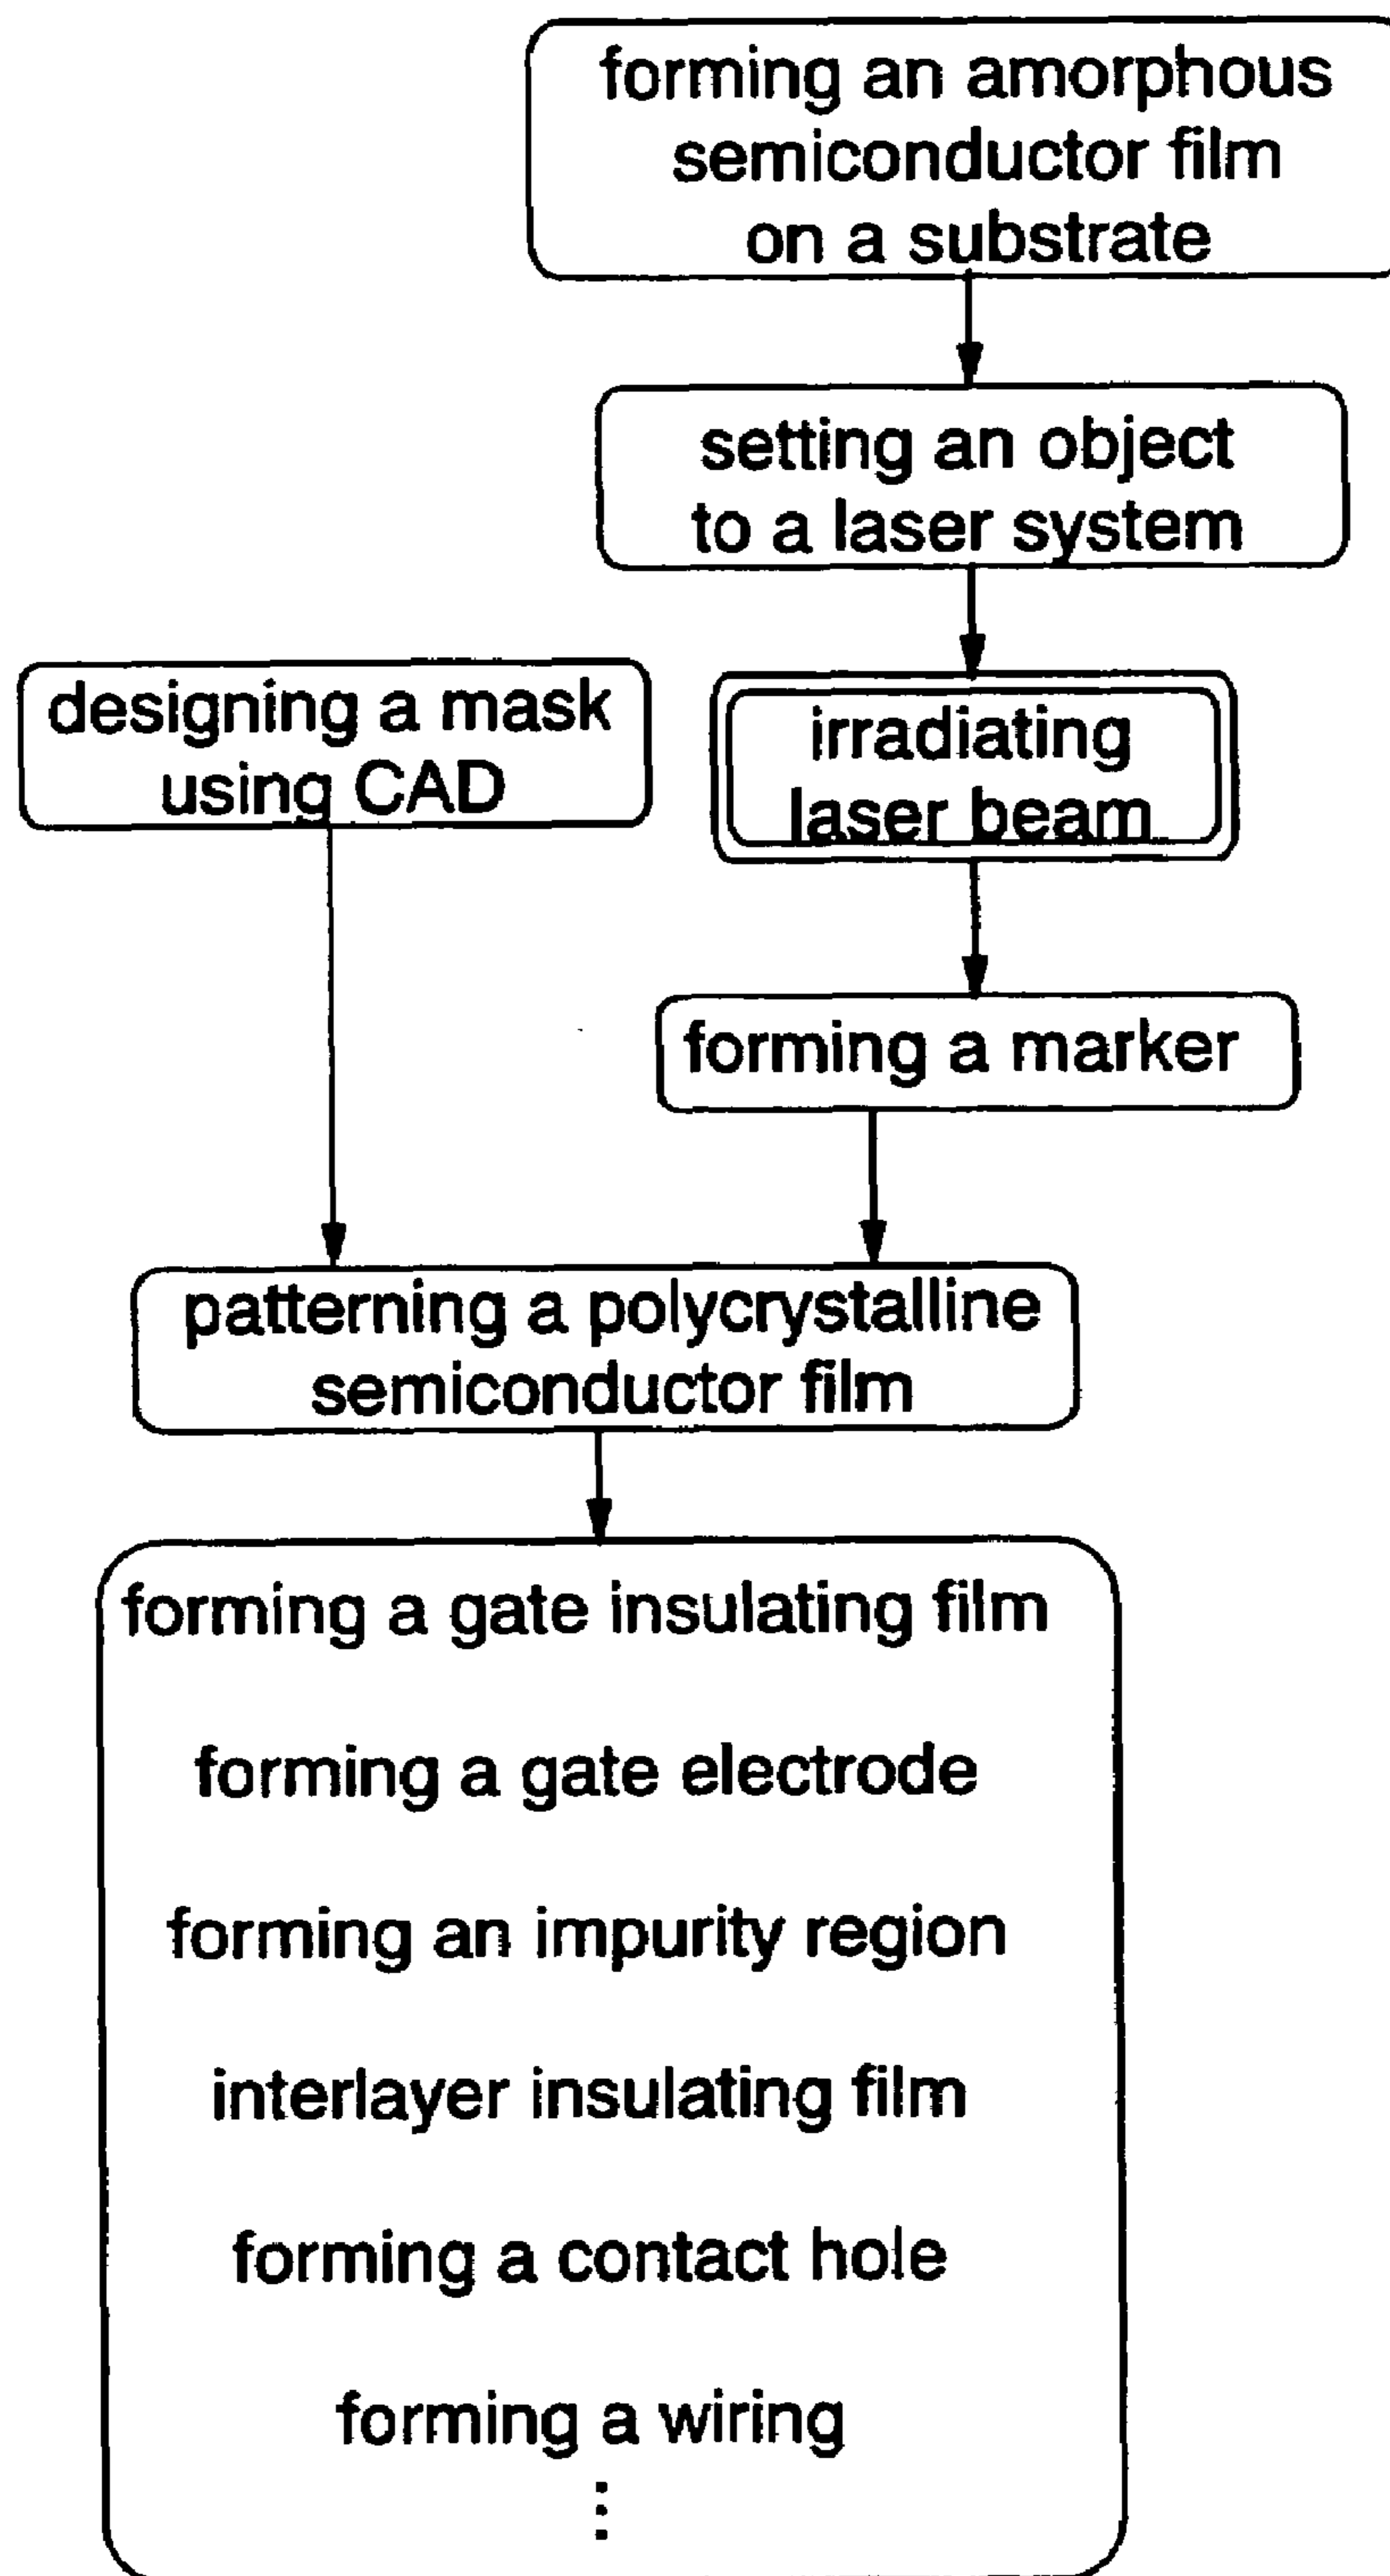 forming an amorphous
semiconductor film
on a substrate
setting an object
to a laser system
designing a mask
using CAD
irradiating
laser beam
forming a marker
patterning a polycrystalline
semiconductor film
forming a gate insulating film
forming a gate electrode
forming an impurity region
interlayer insulating film
forming a contact hole
forming a wiring
⋮